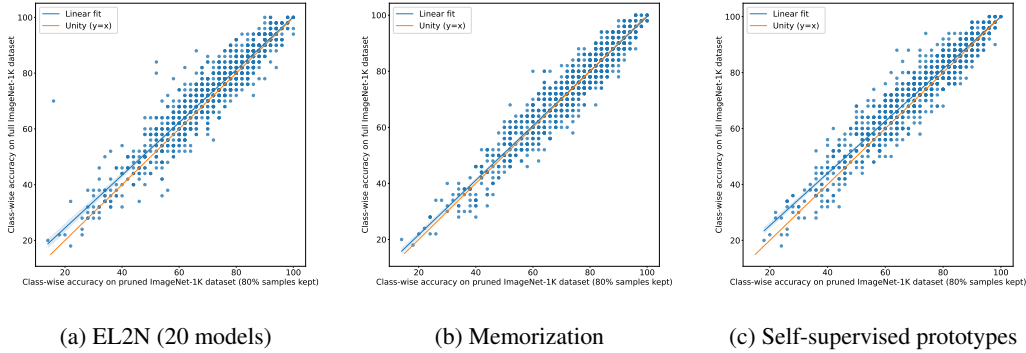 Class-wise accuracy on full ImageNet-1K dataset
100
80
60
40
20
Linear fit
Unity (y=x)
20 40 60 80 100
Class-wise accuracy on pruned ImageNet-1K dataset (80% samples kept)
(a) EL2N (20 models)
Class-wise accuracy on full ImageNet-1K dataset
100
80
60
40
20
Linear fit
Unity (y=x)
20 40 60 80 100
Class-wise accuracy on pruned ImageNet-1K dataset (80% samples kept)
(b) Memorization
Class-wise accuracy on full ImageNet-1K dataset
100
80
60
40
20
Linear fit
Unity (y=x)
20 40 60 80 100
Class-wise accuracy on pruned ImageNet-1K dataset (80% samples kept)
(c) Self-supervised prototypes